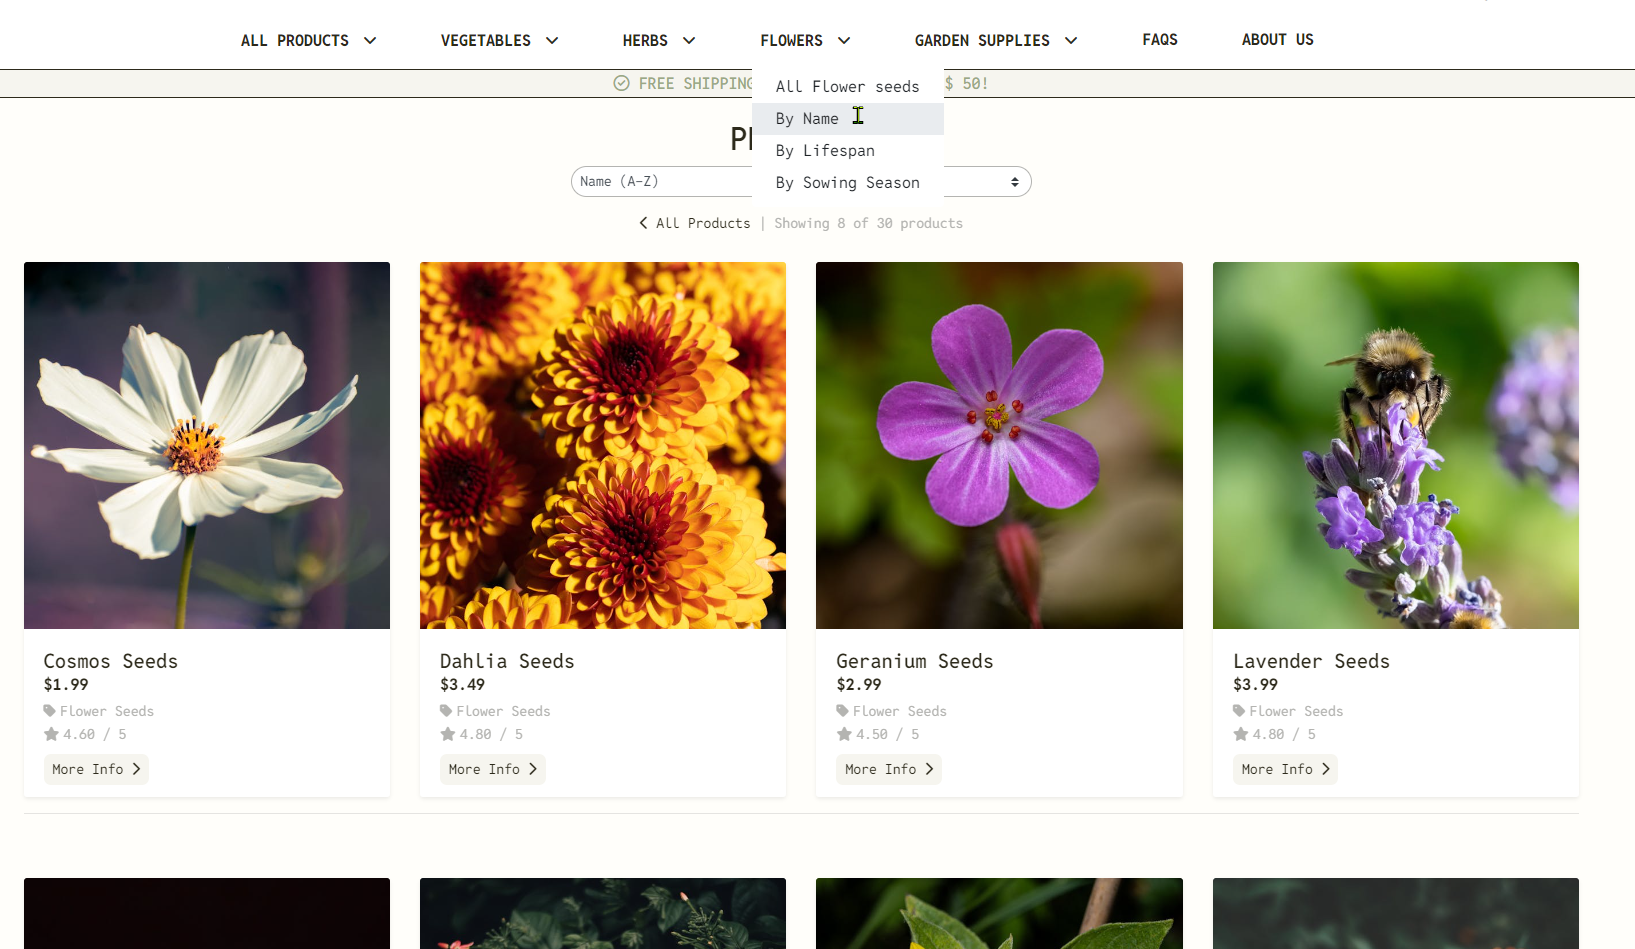 ALL PRODUCTS VEGETABLES HERBS FLOWERS GARDEN SUPPLIES FAQS ABOUT US
FREE SHIPPING $ 50!
All Flower seeds
By Name
By Lifespan
By Sowing Season
Name (A-Z)
All Products | Showing 8 of 30 products
Cosmos Seeds
$1.99
Flower Seeds
4.60 / 5
More Info
Dahlia Seeds
$3.49
Flower Seeds
4.80 / 5
More Info
Geranium Seeds
$2.99
Flower Seeds
4.50 / 5
More Info
Lavender Seeds
$3.99
Flower Seeds
4.80 / 5
More Info